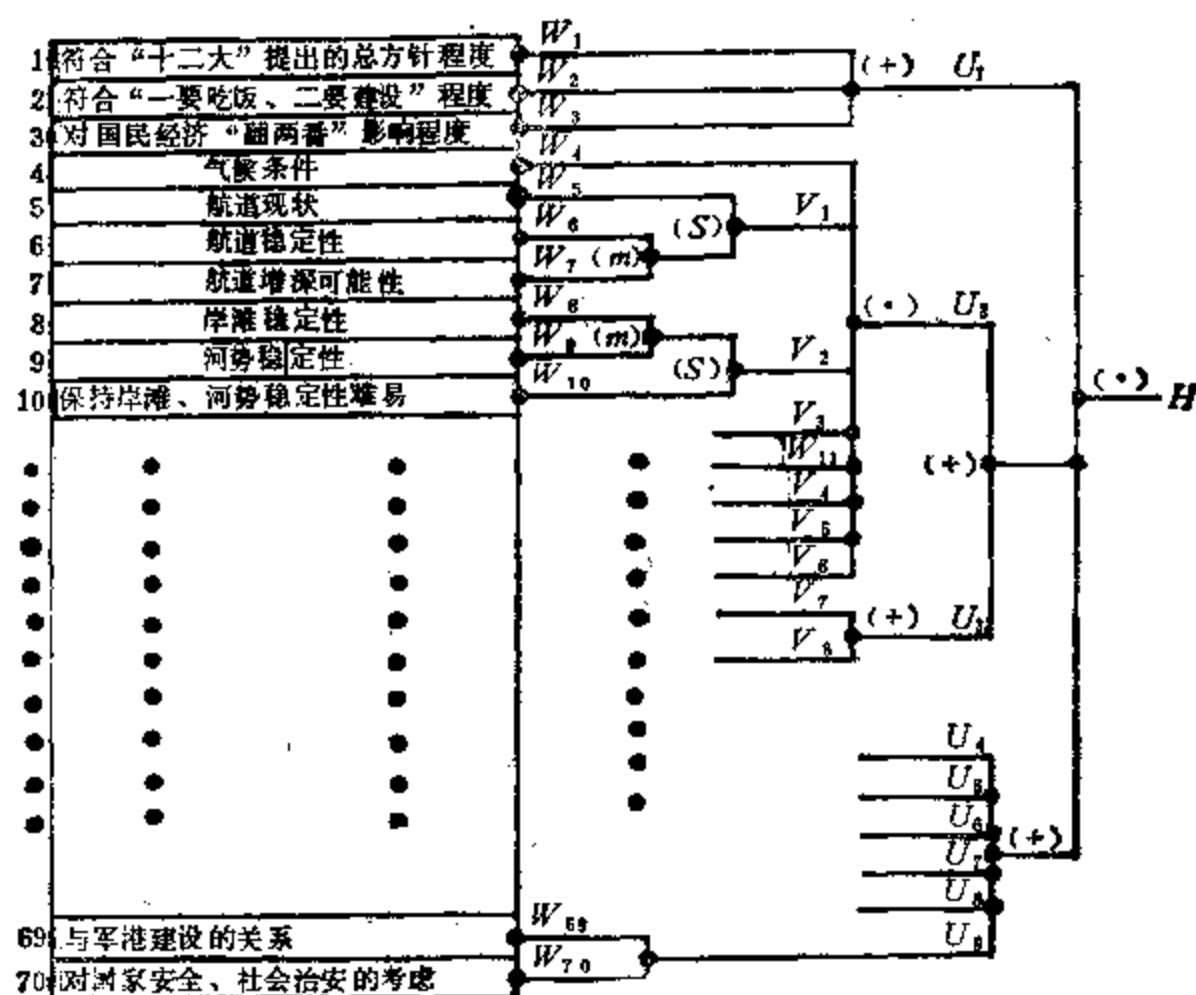 1 符合“十二大”提出的总方针程度 W₁
2 符合“一要吃饭、二要建设”程度 W₂
3 对国民经济“翻两番”影响程度 W₃
(+) U₁
4 气候条件 W₄
5 航道现状 W₅
6 航道稳定性 W₆
7 航道增深可能性 W₇ (m)
(S) V₁
8 岸滩稳定性 W₈
9 河势稳定性 W₉ (m)
10 保持岸滩、河势稳定性难易 W₁₀
(S) V₂
(•) U₂
V₃
W₁₁
V₄
V₅
V₆
V₇
V₈
(+) U₃
(+)
(•) H
U₄
U₅
U₆
U₇
U₈
U₉
(+)
69 与军港建设的关系 W₆₉
70 对国家安全、社会治安的考虑 W₇₀